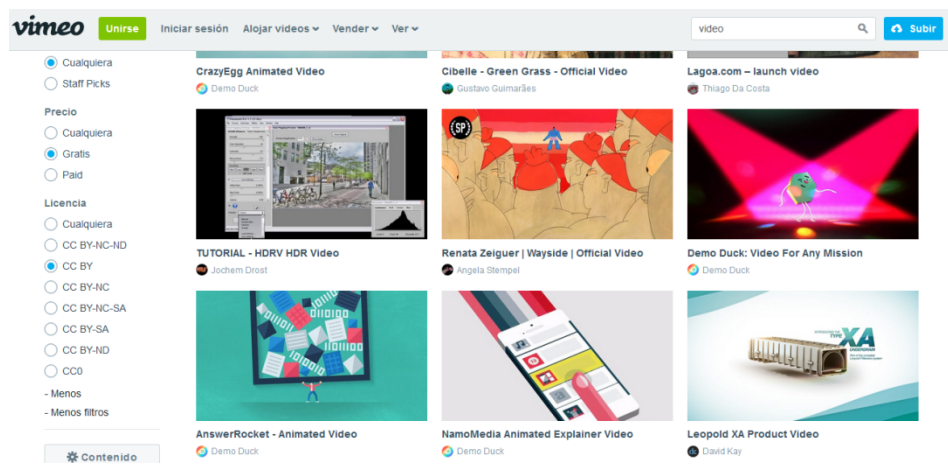 vimeo Unirse Iniciar sesión Alojar videos Vender Ver video Subir
Cualquiera
Staff Picks
Precio
Cualquiera
Gratis
Paid
Licencia
Cualquiera
CC BY-NC-ND
CC BY
CC BY-NC
CC BY-NC-SA
CC BY-SA
CC BY-ND
CC0
- Menos
- Menos filtros
Contenido
CrazyEgg Animated Video
Demo Duck
Cibelle - Green Grass - Official Video
Gustavo Guimarães
Lagoa.com – launch video
Thiago Da Costa
TUTORIAL - HDRV HDR Video
Jochem Drost
SP
Renata Zeiguer | Wayside | Official Video
Angela Stempel
Demo Duck: Video For Any Mission
Demo Duck
AnswerRocket - Animated Video
Demo Duck
NamoMedia Animated Explainer Video
Demo Duck
TYPE XA
Leopold XA Product Video
David Kay